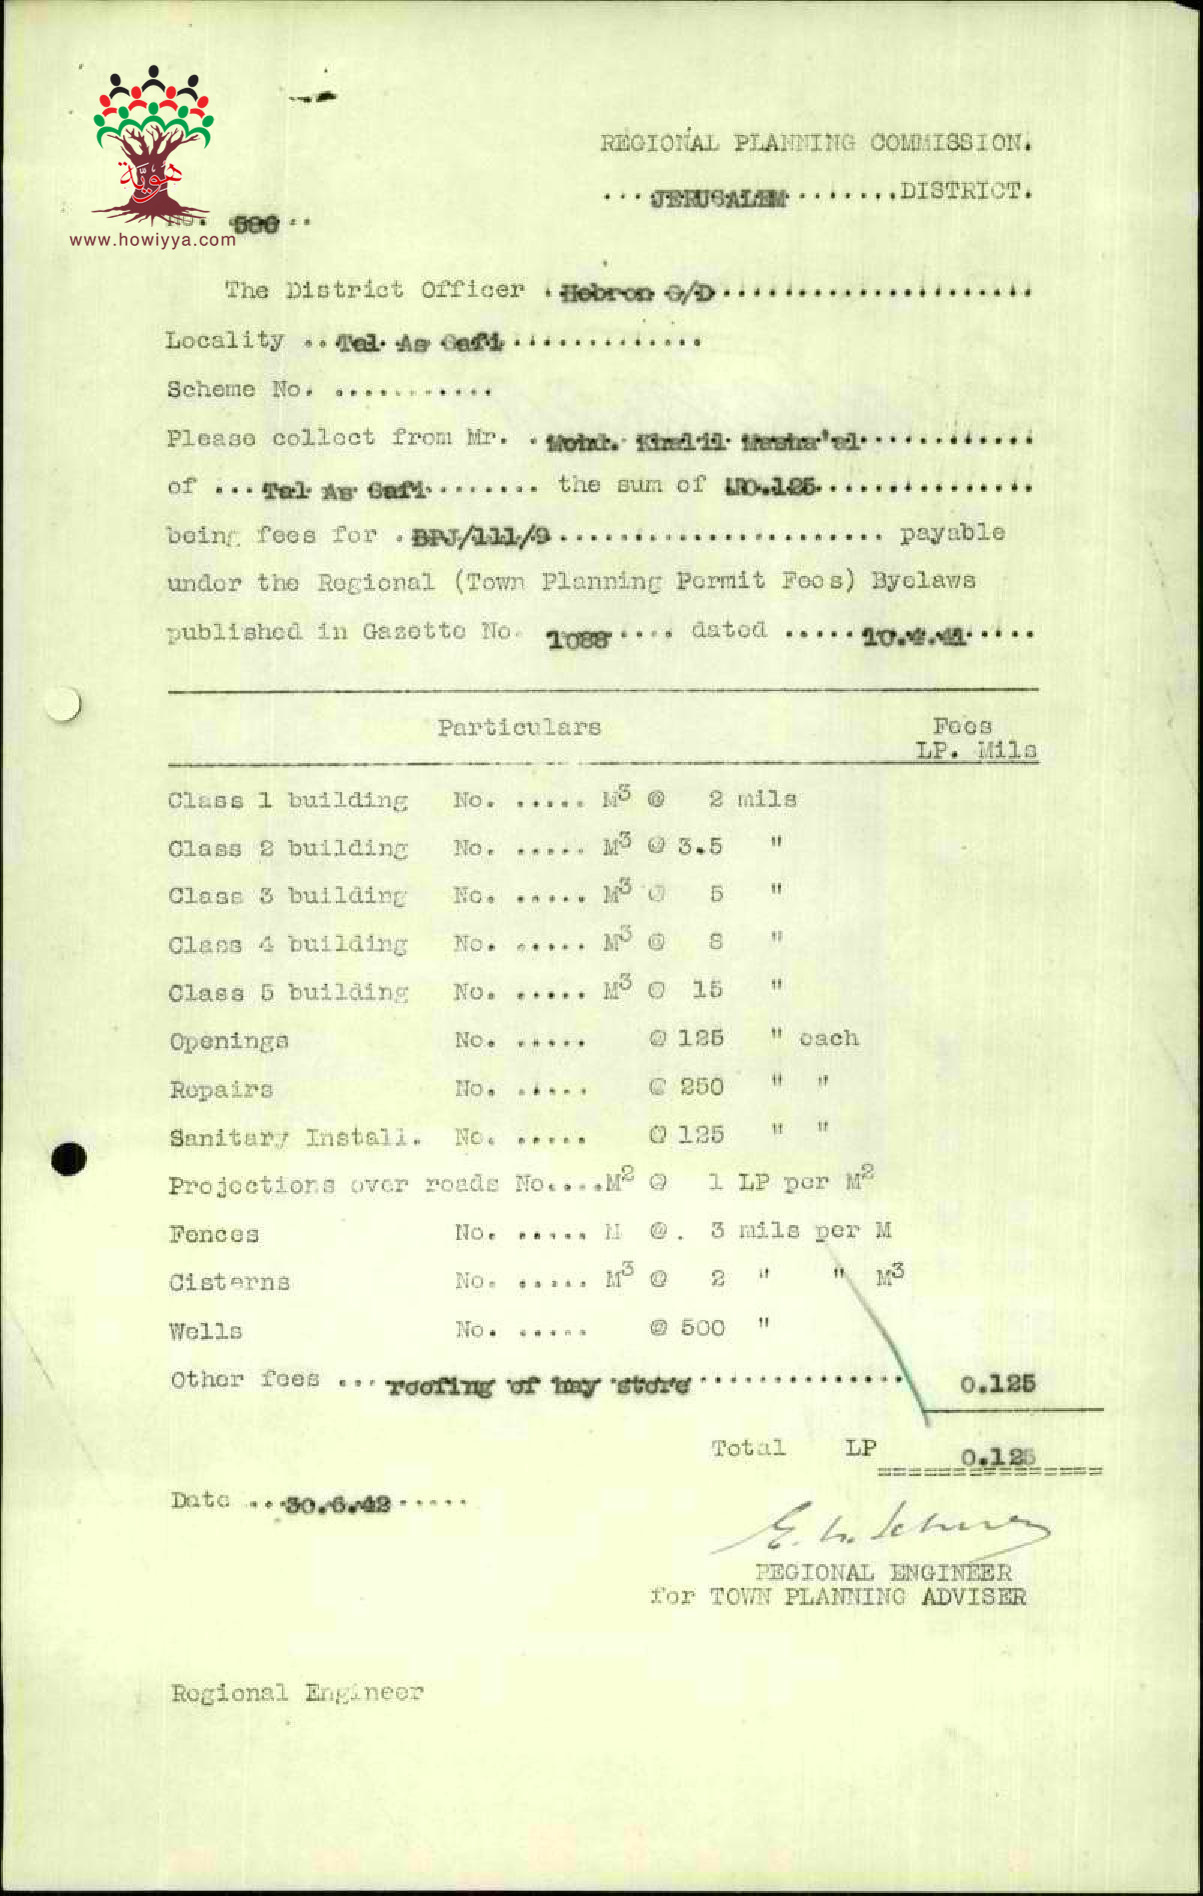 هويّة
www.howiyya.com
REGIONAL PLANNING COMMISSION.
...JERUSALEM.......DISTRICT.
NO. 586..
The District Officer .Hebron S/D.....................
Locality ..Tel As Safi.............
Scheme No. ...........
Please collect from Mr. .Mohd. Khalil Masha'al............
of ...Tel As Safi........ the sum of LP0.125..............
being fees for .BPJ/111/9...................... payable
under the Regional (Town Planning Permit Fees) Byelaws
published in Gazette No. 1088.... dated .....10.4.41.....
Particulars Fees
LP. Mils
Class 1 building No. ..... M³ @ 2 mils
Class 2 building No. ..... M³ @ 3.5 "
Class 3 building No. ..... M³ @ 5 "
Class 4 building No. ..... M³ @ 8 "
Class 5 building No. ..... M³ @ 15 "
Openings No. ..... @ 125 " each
Repairs No. ..... @ 250 " "
Sanitary Install. No. ..... @ 125 " "
Projections over roads No....M² @ 1 LP per M²
Fences No. ..... M @. 3 mils per M
Cisterns No. ..... M³ @ 2 " " M³
Wells No. ..... @ 500 "
Other fees ...roofing of hay store.............. 0.125
Total LP 0.125
Date ...30.6.42.....
REGIONAL ENGINEER
for TOWN PLANNING ADVISER
Regional Engineer